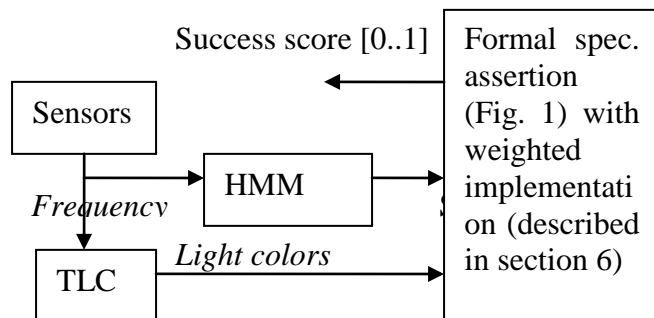 Success score [0..1]
Formal spec.
assertion
(Fig. 1) with
weighted
implementati
on (described
in section 6)
Sensors
HMM
Frequency
Light colors
TLC